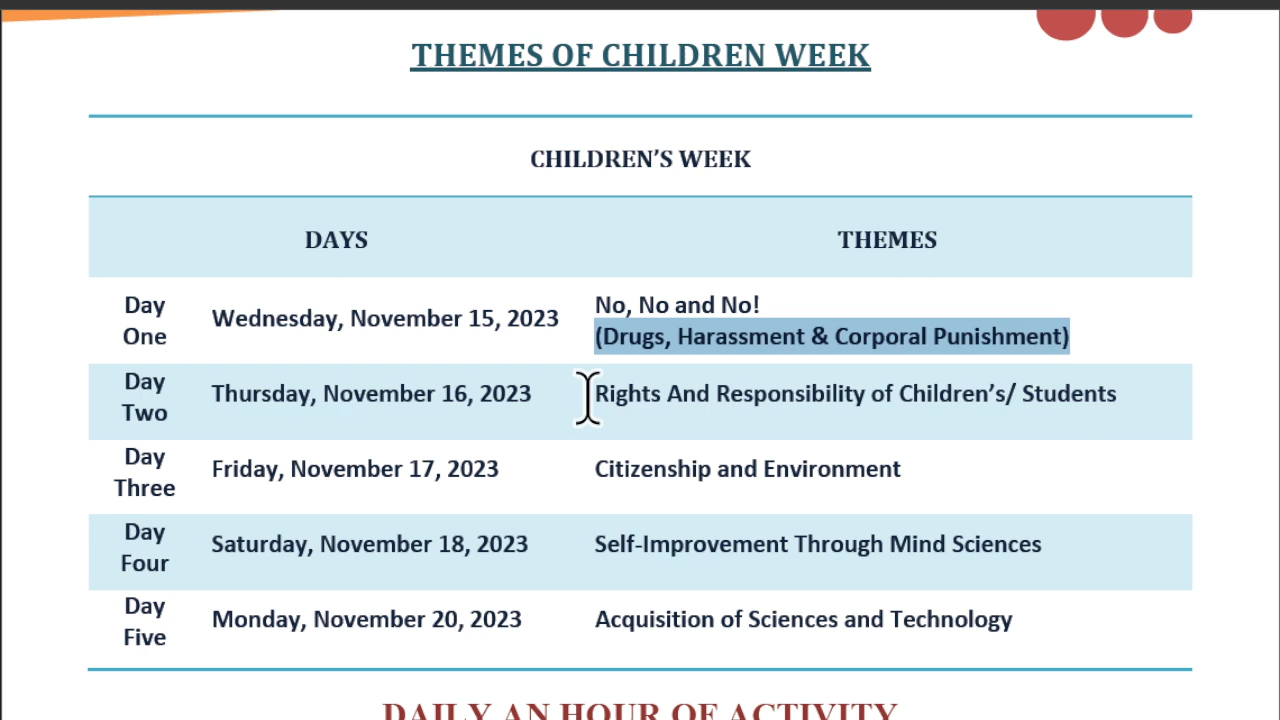 THEMES OF CHILDREN WEEK
CHILDREN’S WEEK
DAYS THEMES
Day One Wednesday, November 15, 2023 No, No and No!
(Drugs, Harassment & Corporal Punishment)
Day Two Thursday, November 16, 2023 Rights And Responsibility of Children’s/ Students
Day Three Friday, November 17, 2023 Citizenship and Environment
Day Four Saturday, November 18, 2023 Self-Improvement Through Mind Sciences
Day Five Monday, November 20, 2023 Acquisition of Sciences and Technology
DAILY AN HOUR OF ACTIVITY